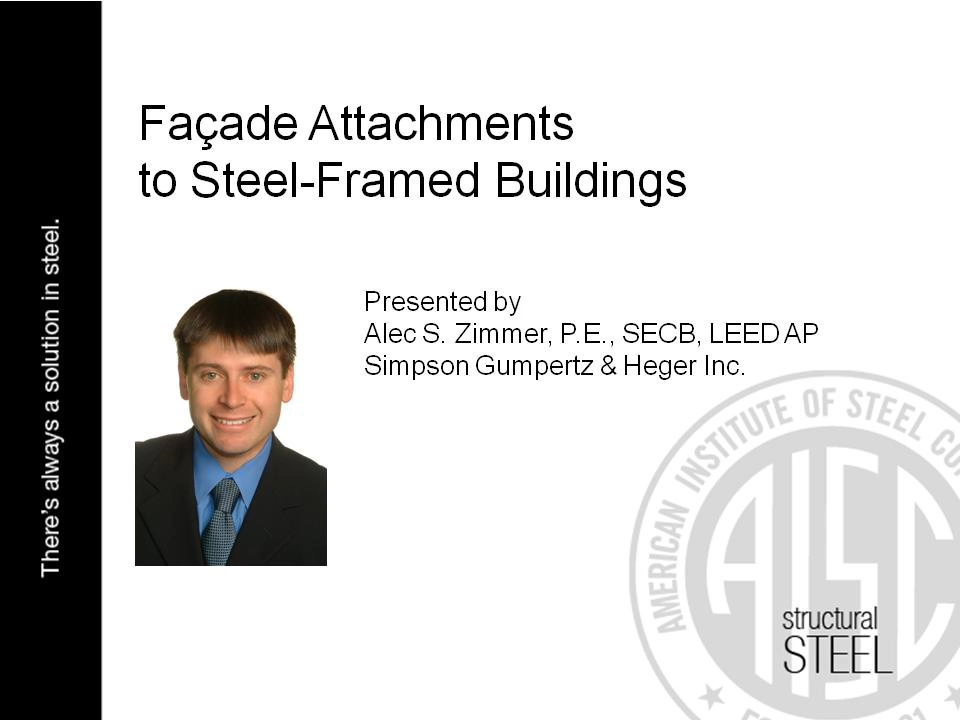 Façade Attachments
to Steel-Framed Buildings
Presented by
Alec S. Zimmer, P.E., SECB, LEED AP
Simpson Gumpertz & Heger Inc.
There's always a solution in steel.
AMERICAN INSTITUTE OF STEEL
AISC
structural
STEEL